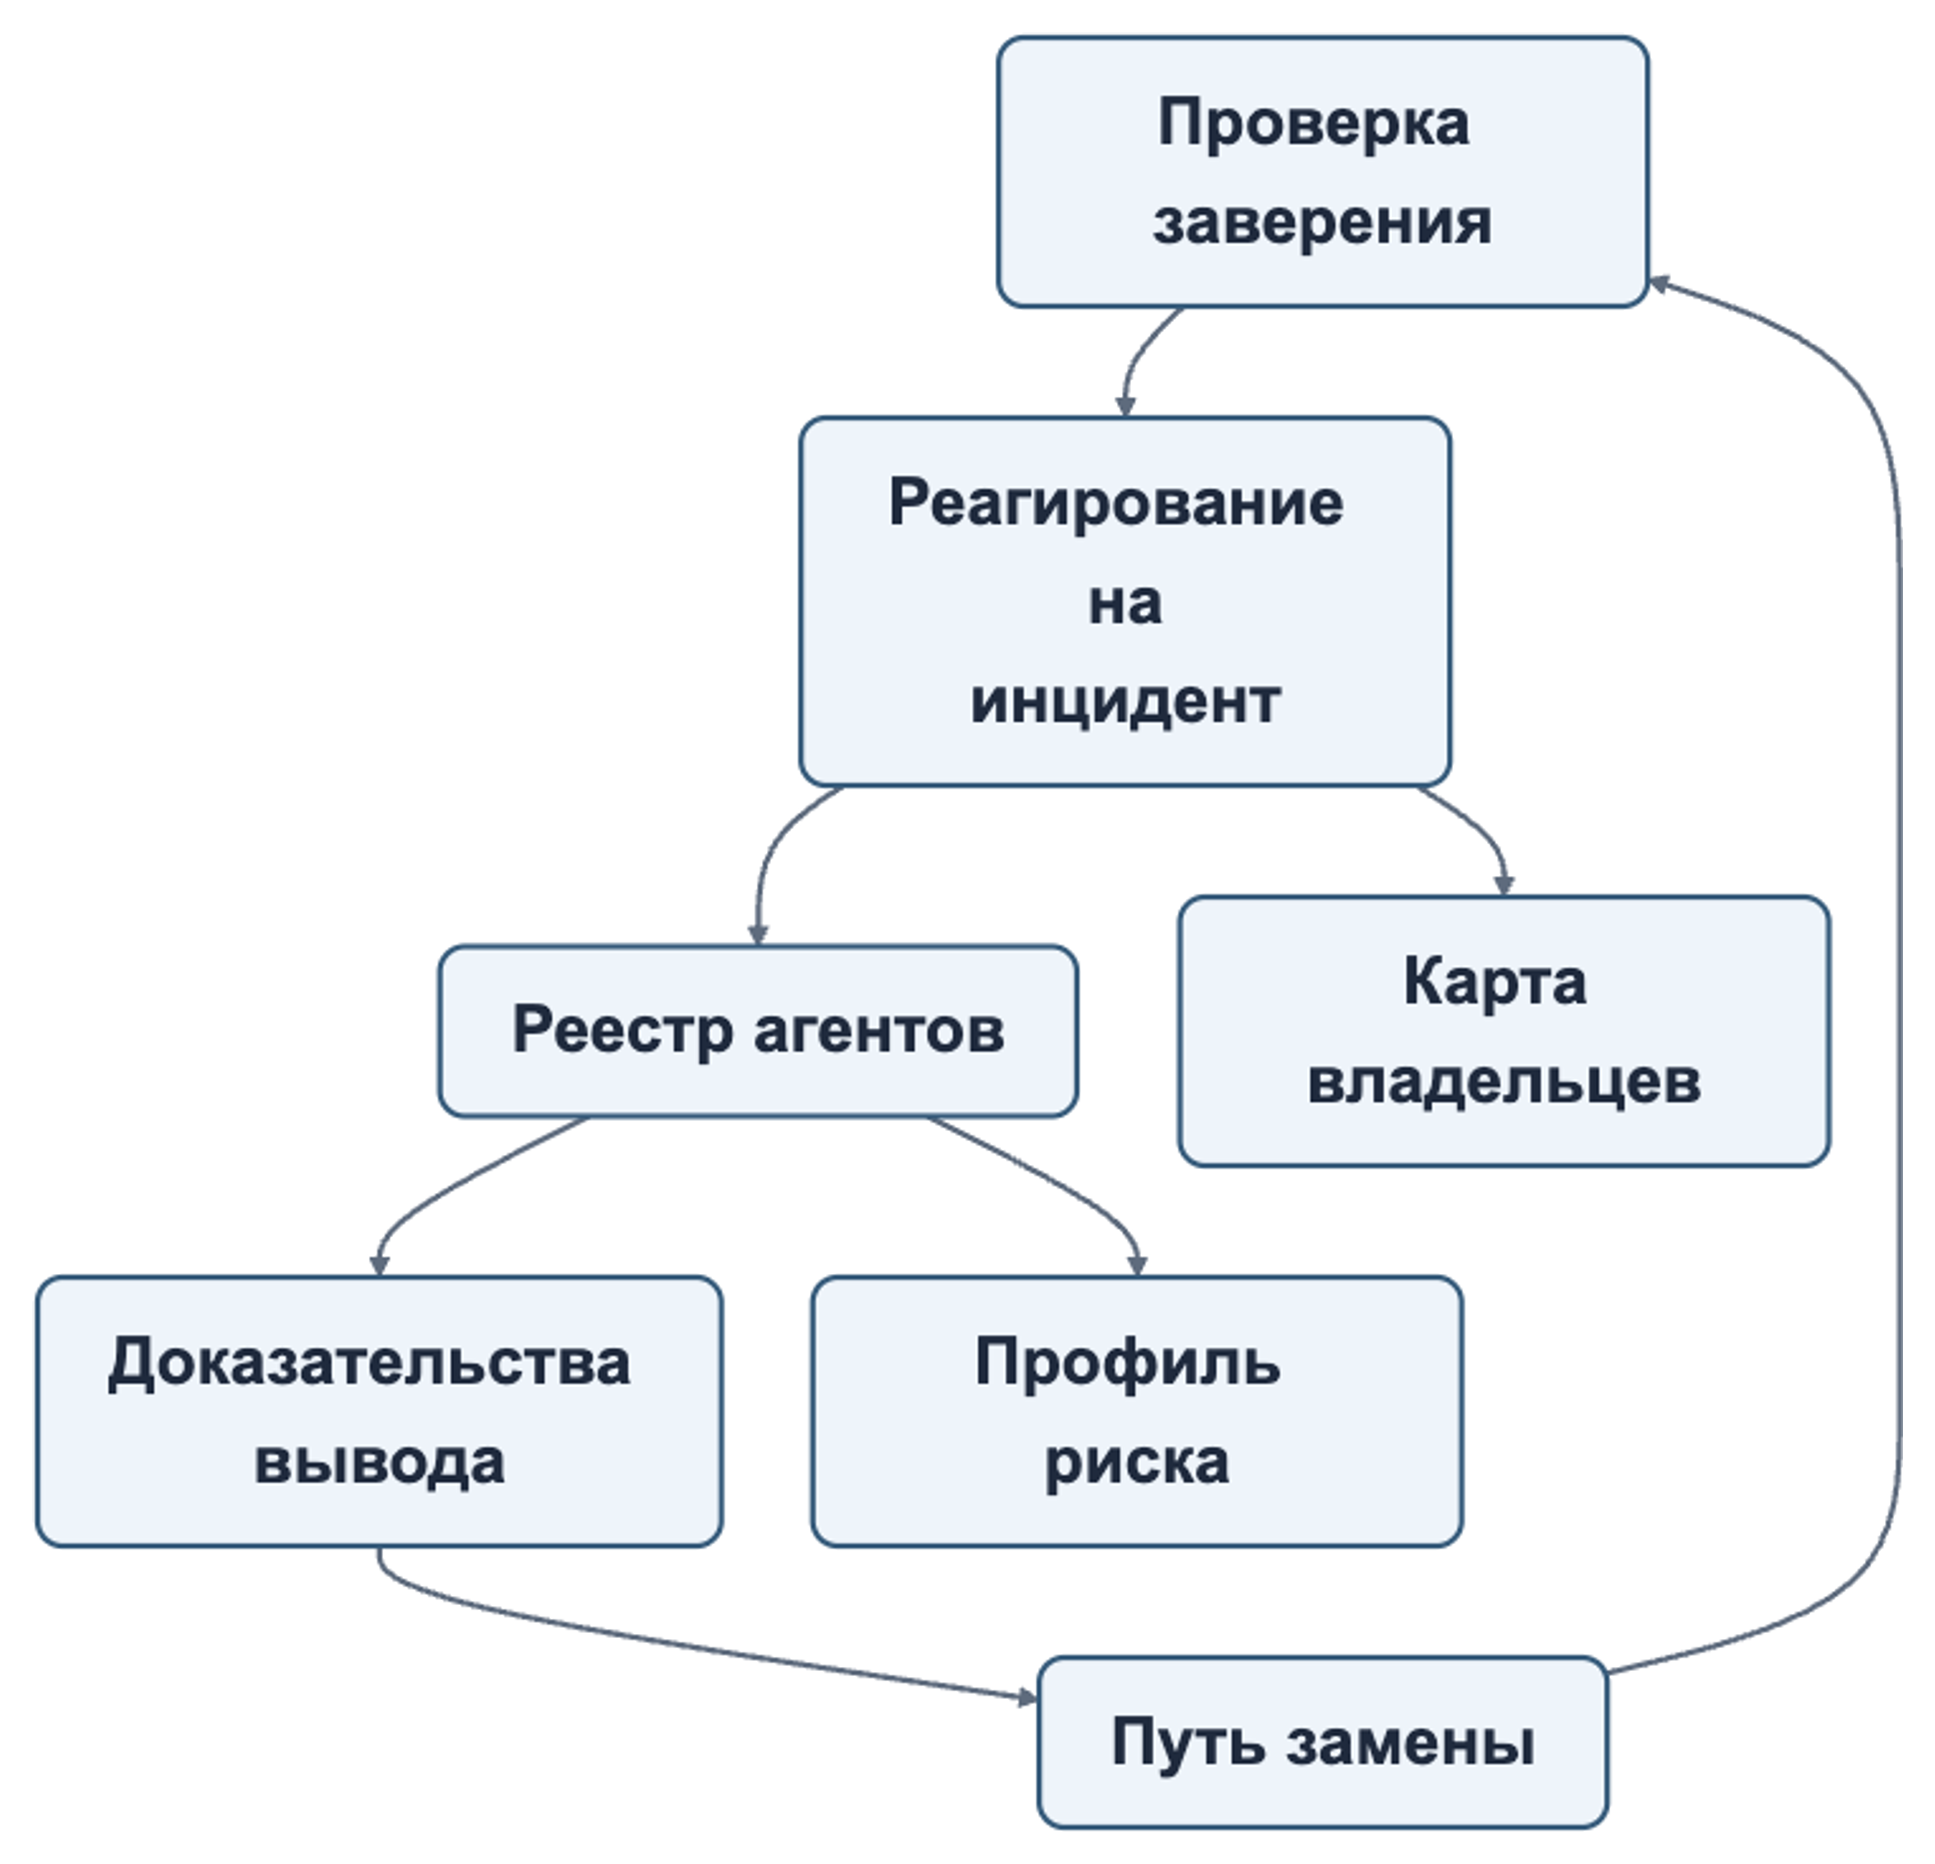 Проверка
заверения
Реагирование
на
инцидент
Реестр агентов
Карта
владельцев
Доказательства
вывода
Профиль
риска
Путь замены